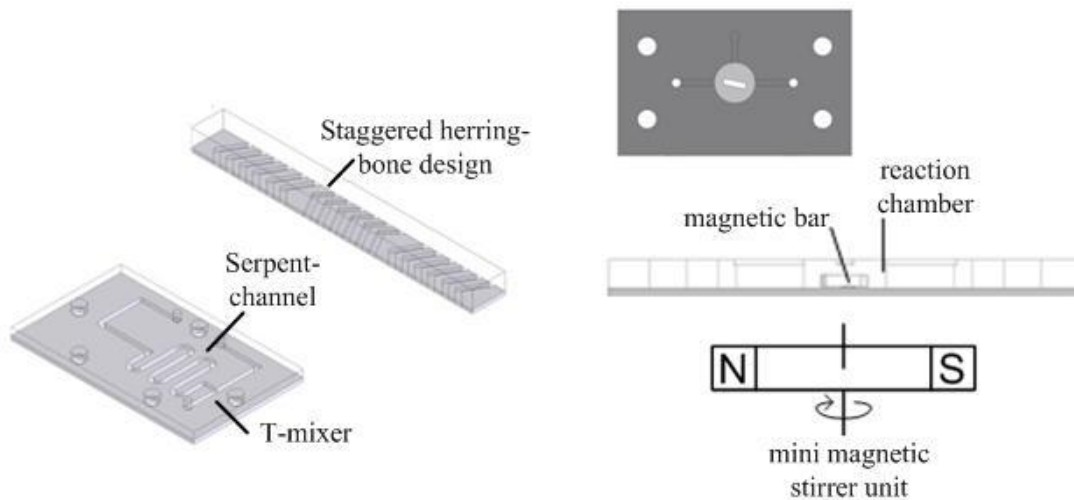 Staggered herring-
bone design
Serpent-
channel
T-mixer
reaction
chamber
magnetic bar
N
S
mini magnetic
stirrer unit